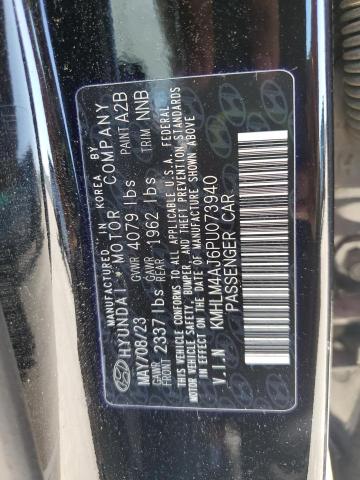 MANUFACTURED IN KOREA BY
HYUNDAI MOTOR COMPANY
MAY/08/23 GVWR 4079 lbs PAINT A2B
GAWR FRONT 2337 lbs GAWR REAR 1962 lbs TRIM NNB
THIS VEHICLE CONFORMS TO ALL APPLICABLE U.S.A. FEDERAL
MOTOR VEHICLE SAFETY, BUMPER, AND THEFT PREVENTION STANDARDS
IN EFFECT ON THE DATE OF MANUFACTURE SHOWN ABOVE.
V.I.N KMHLM4AJ6PU073940
PASSENGER CAR